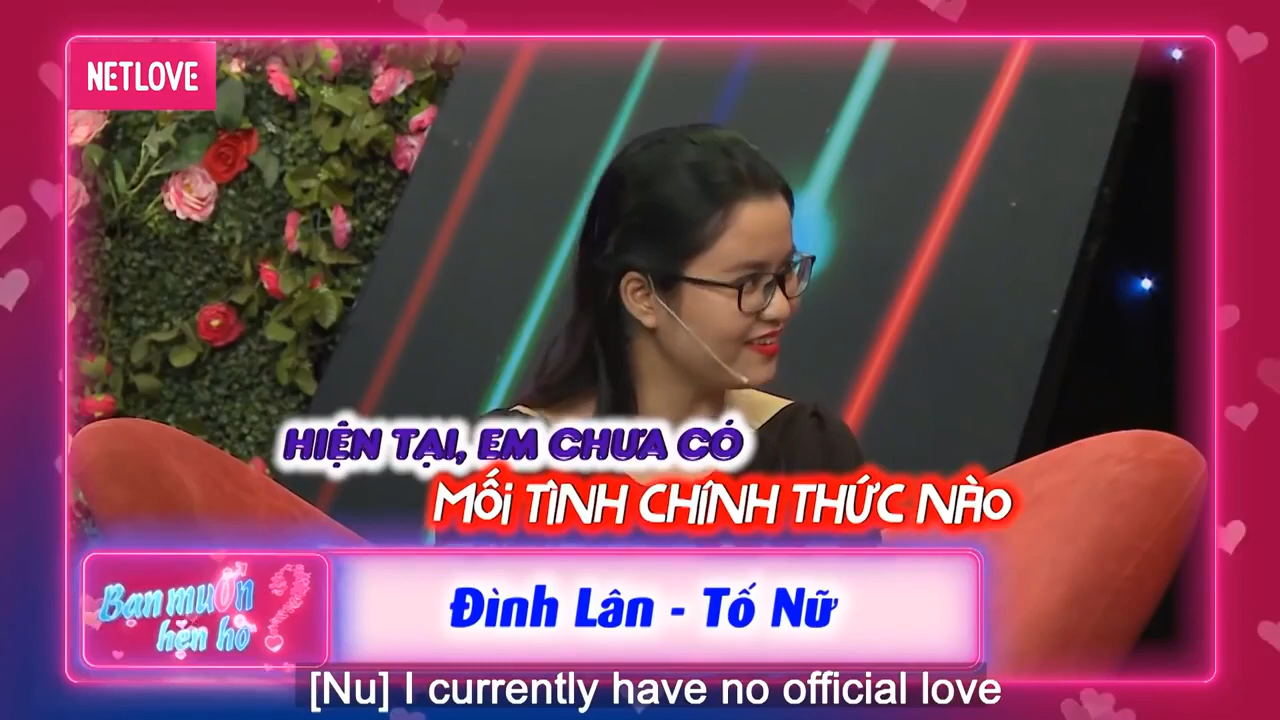 NETLOVE
HIỆN TẠI, EM CHƯA CÓ
MỐI TÌNH CHÍNH THỨC NÀO
Bạn muốn
hẹn hò?
Đình Lân - Tố Nữ
[Nu] I currently have no official love